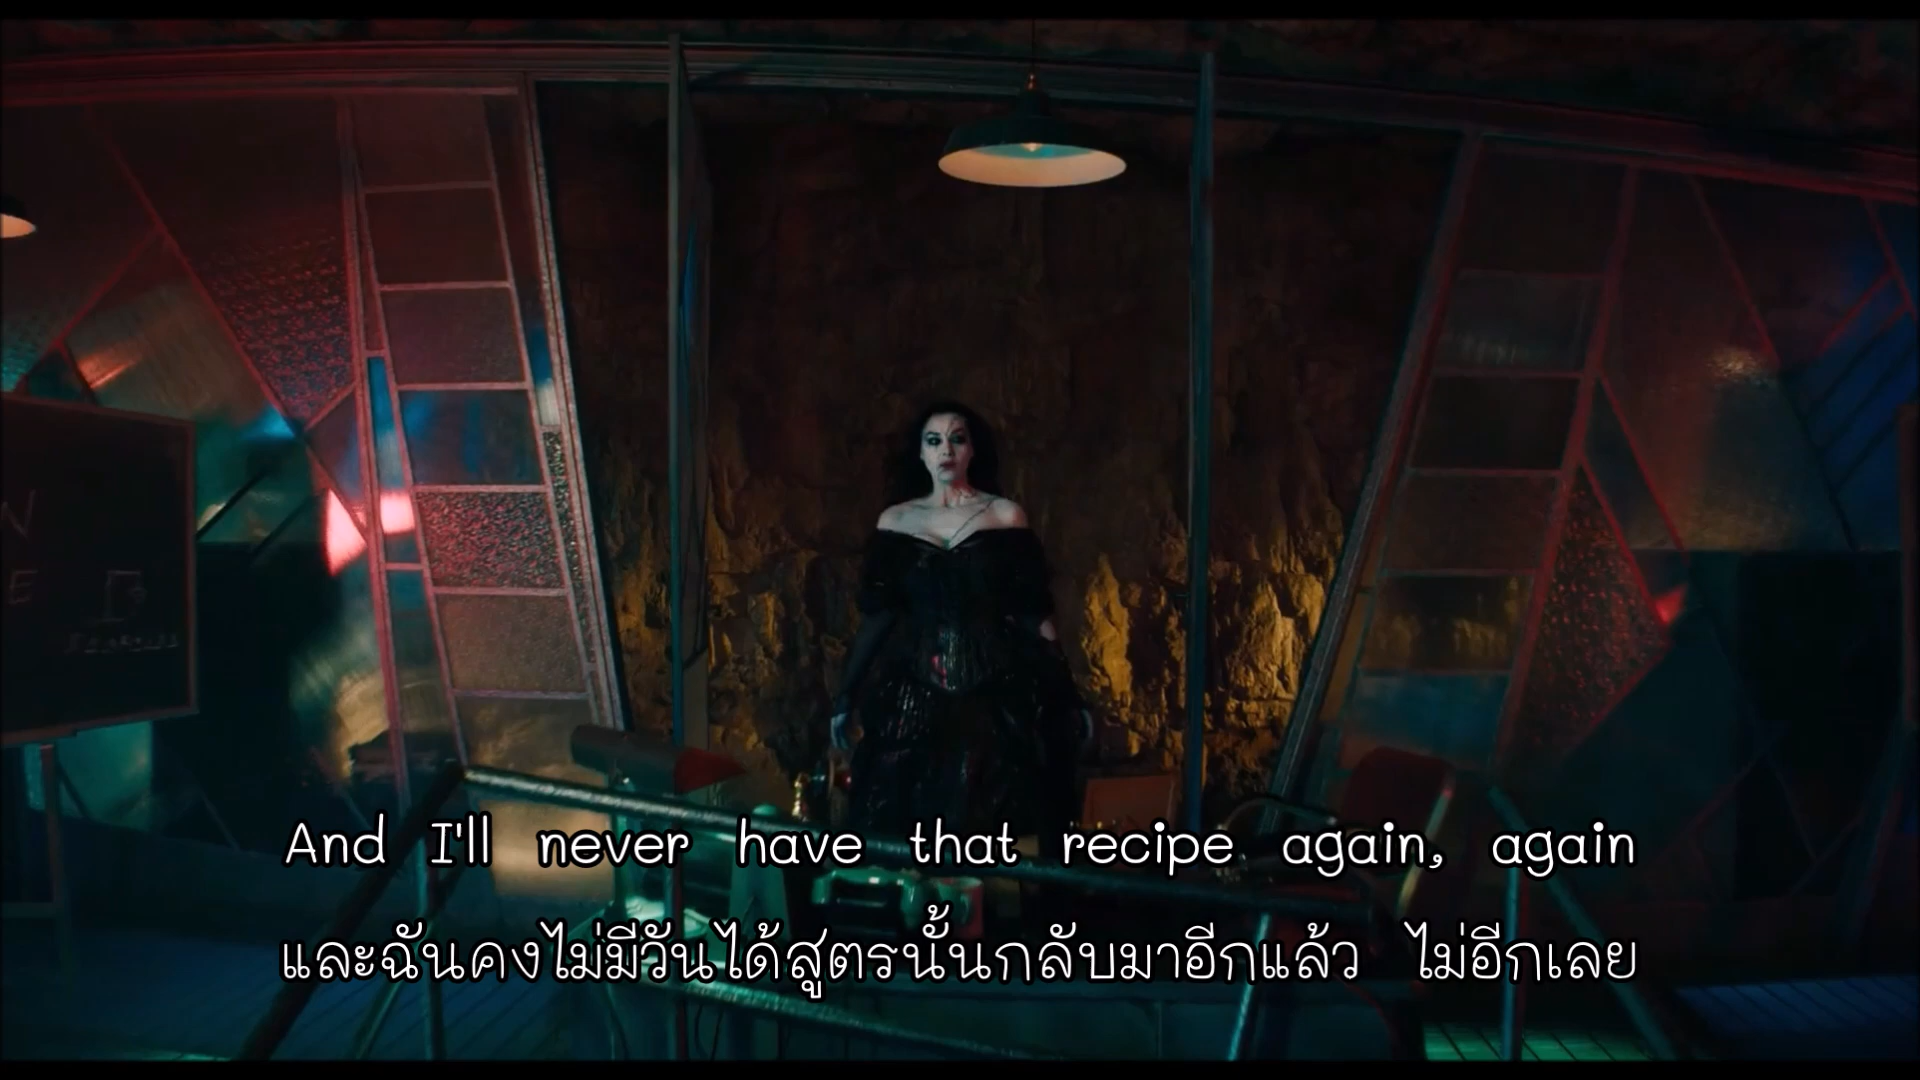 And I'll never have that recipe again, again
และฉันคงไม่มีวันได้สูตรนั้นกลับมาอีกแล้ว ไม่อีกเลย